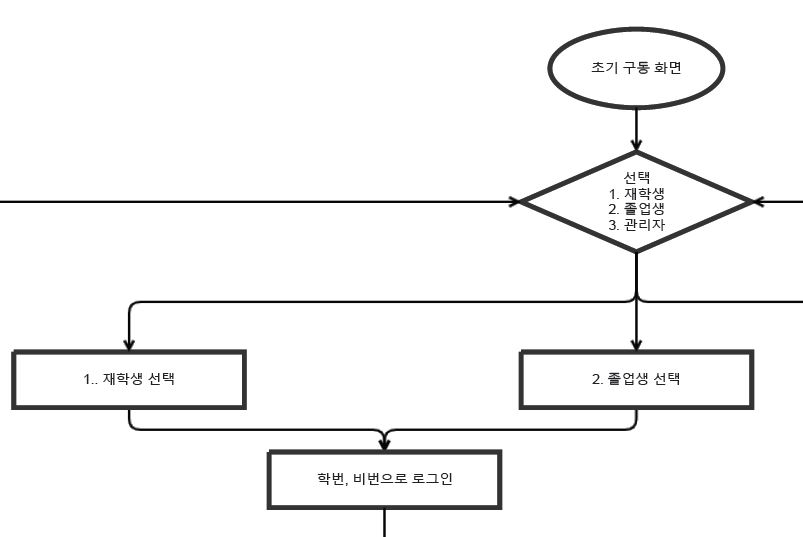 초기 구동 화면
선택
1. 재학생
2. 졸업생
3. 관리자
1.. 재학생 선택
2. 졸업생 선택
학번, 비번으로 로그인